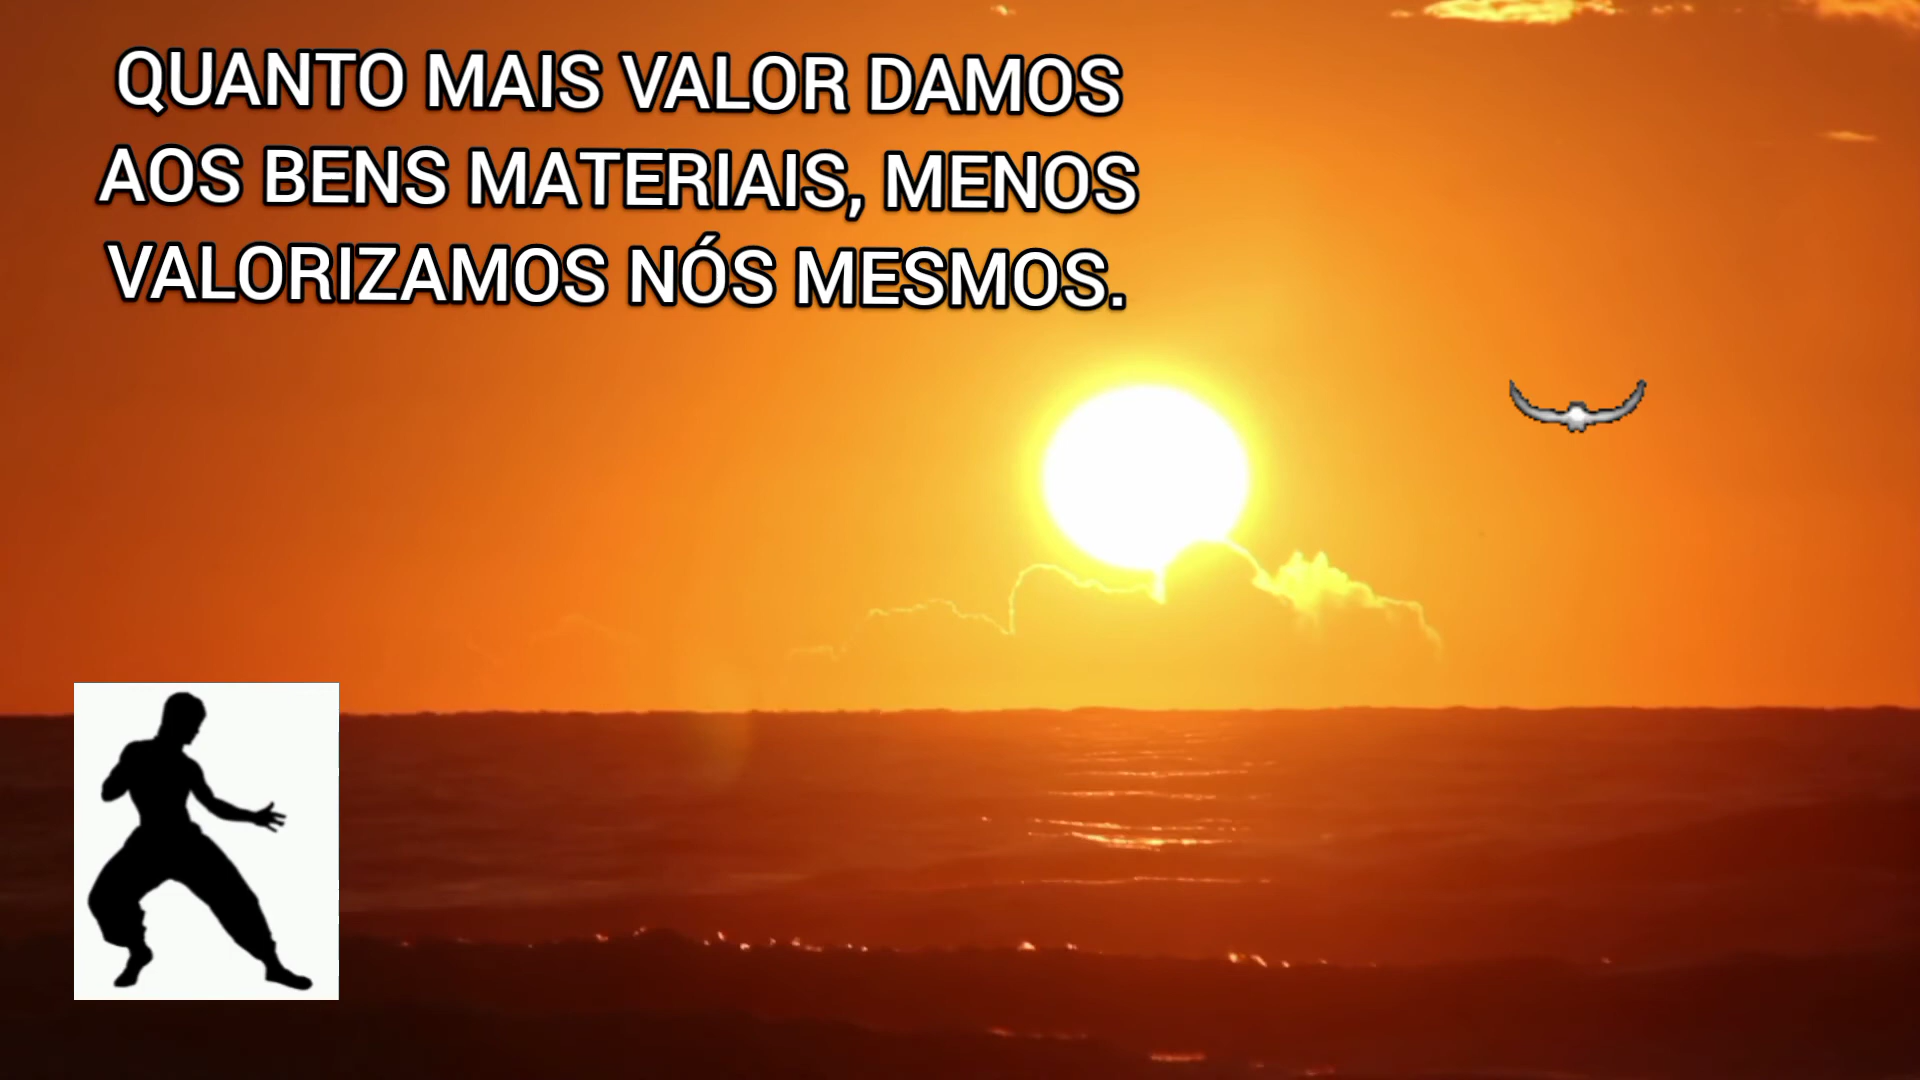 QUANTO MAIS VALOR DAMOS
AOS BENS MATERIAIS, MENOS
VALORIZAMOS NÓS MESMOS.